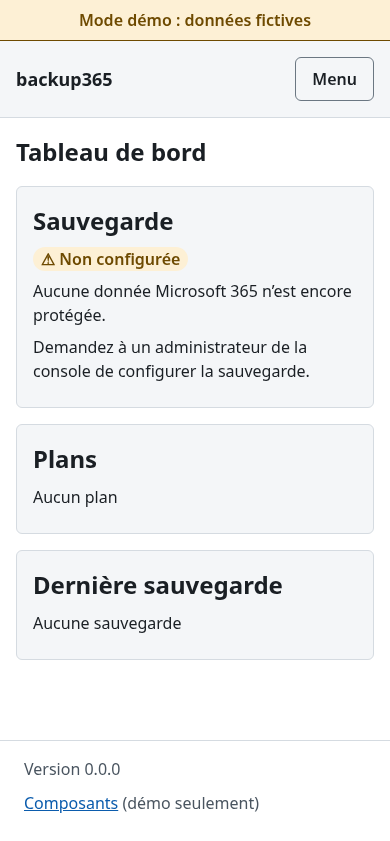 Mode démo : données fictives
backup365
Menu
Tableau de bord
Sauvegarde
⚠ Non configurée
Aucune donnée Microsoft 365 n’est encore
protégée.
Demandez à un administrateur de la
console de configurer la sauvegarde.
Plans
Aucun plan
Dernière sauvegarde
Aucune sauvegarde
Version 0.0.0
Composants (démo seulement)